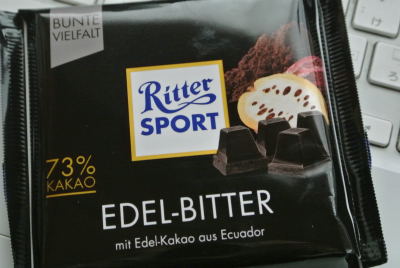 BUNTE
VIELFALT
Ritter
SPORT
73%
KAKAO
EDEL-BITTER
mit Edel-Kakao aus Ecuador